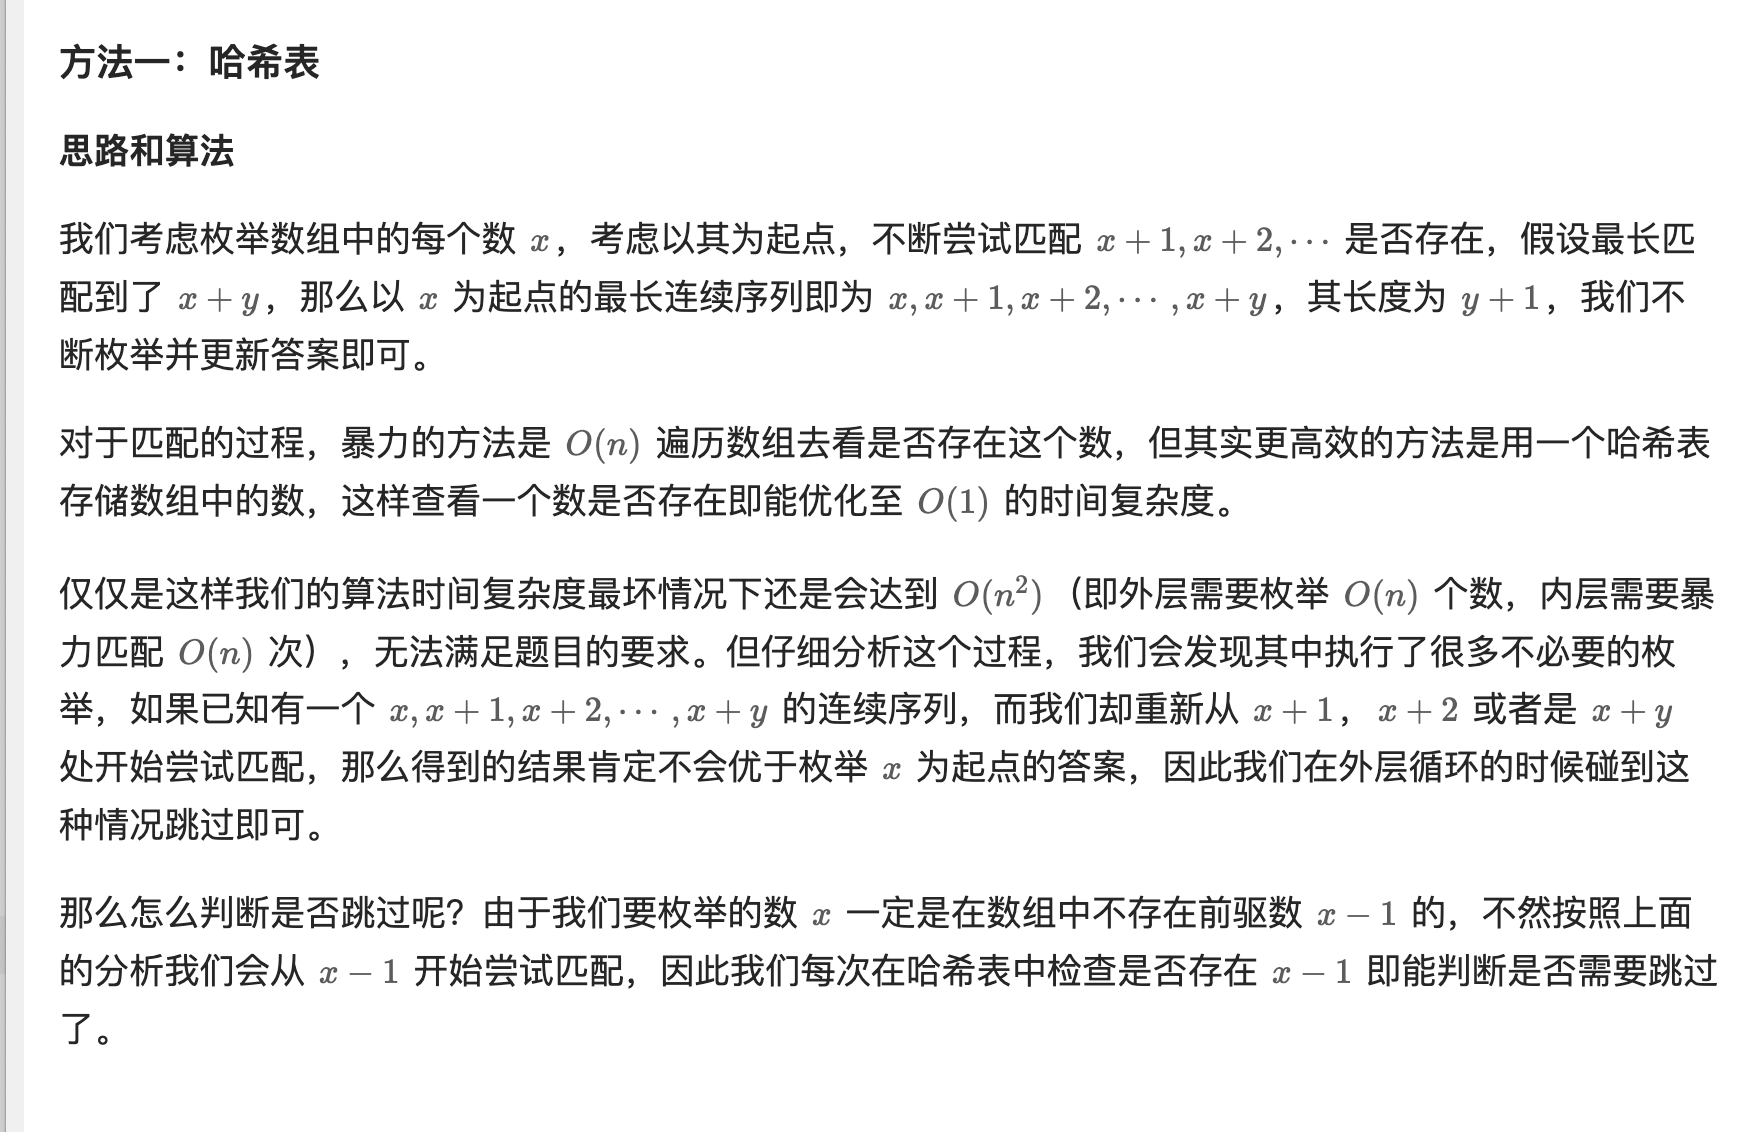 方法一：哈希表
思路和算法
我们考虑枚举数组中的每个数 x，考虑以其为起点，不断尝试匹配 x + 1, x + 2, ⋯ 是否存在，假设最长匹
配到了 x + y，那么以 x 为起点的最长连续序列即为 x, x + 1, x + 2, ⋯ , x + y，其长度为 y + 1，我们不
断枚举并更新答案即可。
对于匹配的过程，暴力的方法是 O(n) 遍历数组去看是否存在这个数，但其实更高效的方法是用一个哈希表
存储数组中的数，这样查看一个数是否存在即能优化至 O(1) 的时间复杂度。
仅仅是这样我们的算法时间复杂度最坏情况下还是会达到 O(n²)（即外层需要枚举 O(n) 个数，内层需要暴
力匹配 O(n) 次），无法满足题目的要求。但仔细分析这个过程，我们会发现其中执行了很多不必要的枚
举，如果已知有一个 x, x + 1, x + 2, ⋯ , x + y 的连续序列，而我们却重新从 x + 1， x + 2 或者是 x + y
处开始尝试匹配，那么得到的结果肯定不会优于枚举 x 为起点的答案，因此我们在外层循环的时候碰到这
种情况跳过即可。
那么怎么判断是否跳过呢？由于我们要枚举的数 x 一定是在数组中不存在前驱数 x − 1 的，不然按照上面
的分析我们会从 x − 1 开始尝试匹配，因此我们每次在哈希表中检查是否存在 x − 1 即能判断是否需要跳过
了。